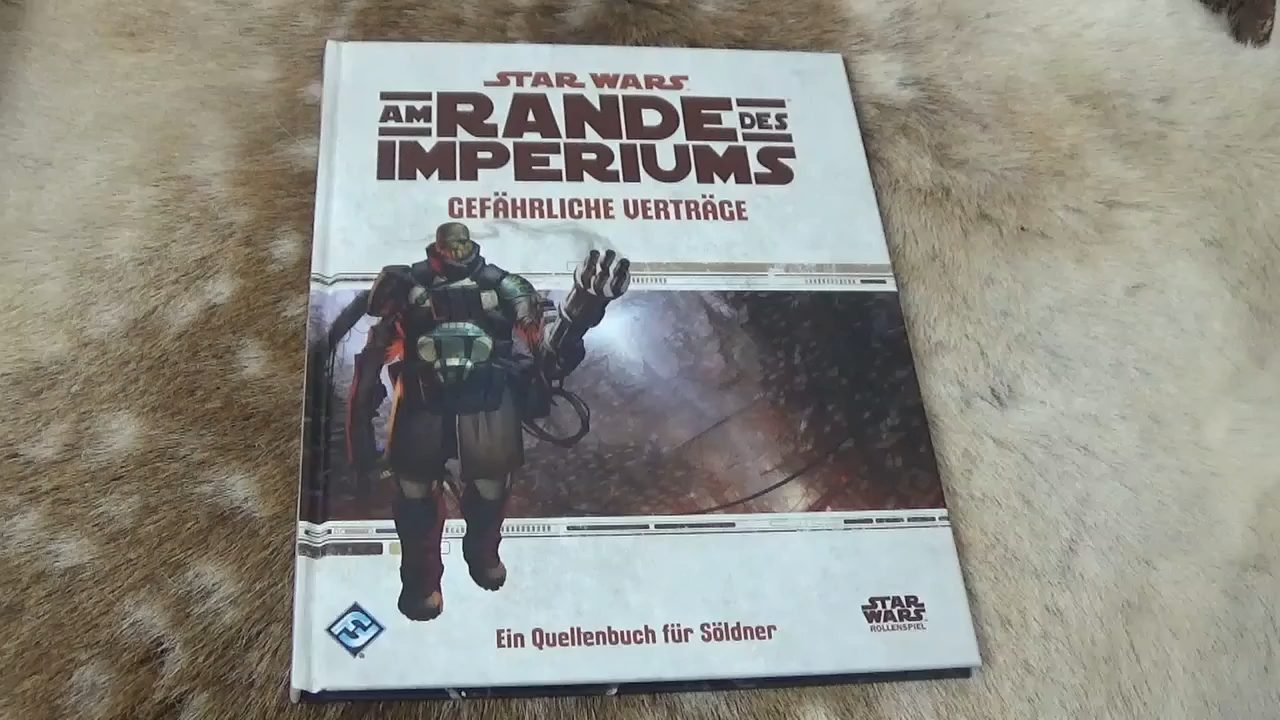 STAR WARS
AM RANDE DES
IMPERIUMS
GEFÄHRLICHE VERTRÄGE
Ein Quellenbuch für Söldner
STAR
WARS
ROLLENSPIEL